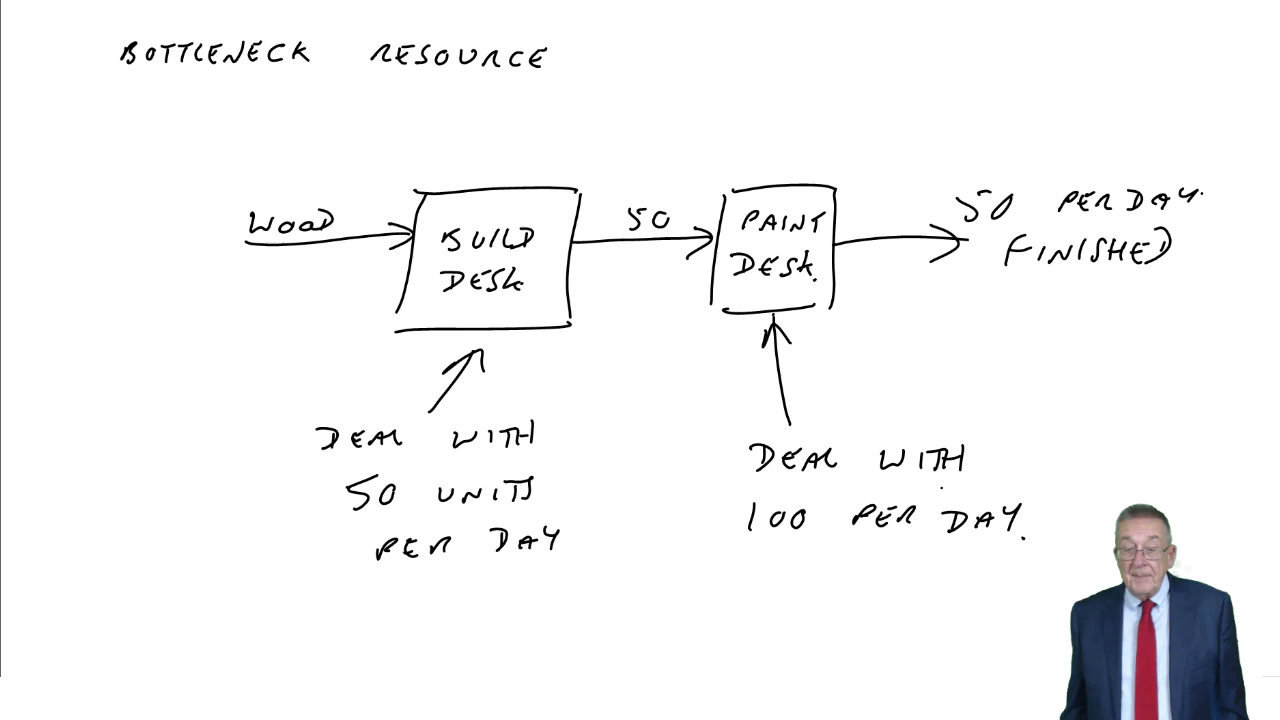 BOTTLENECK RESOURCE
WOOD
BUILD
DESK
50
PAINT
DESK.
50 PER DAY.
FINISHED
DEAL WITH
50 UNITS
PER DAY
DEAL WITH
100 PER DAY.